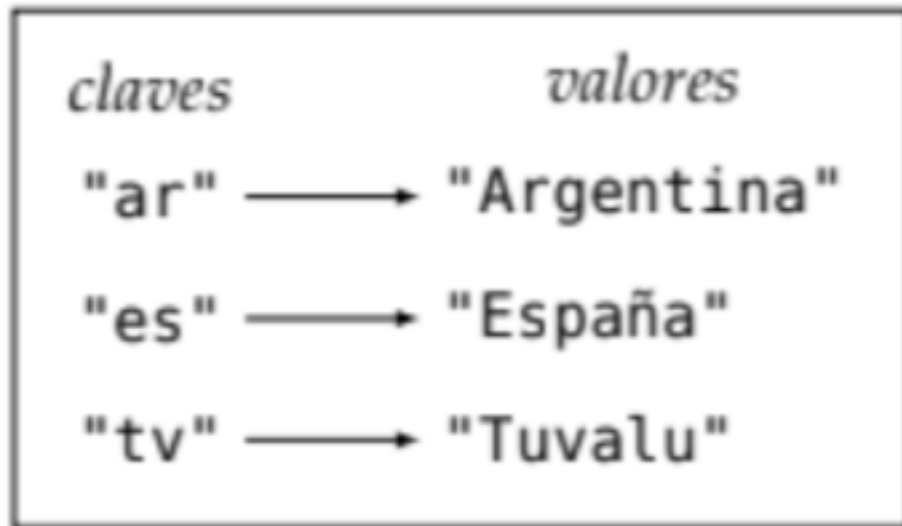 claves valores
"ar" "Argentina"
"es" "España"
"tv" "Tuvalu"